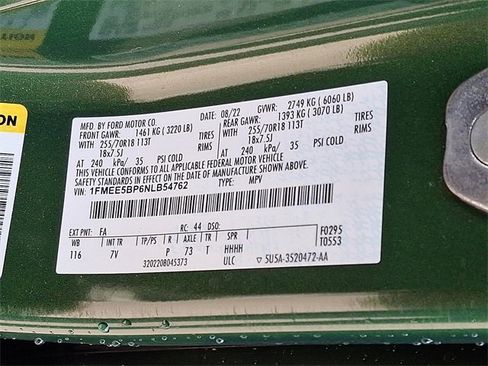 MFD. BY FORD MOTOR CO. DATE: 08/22 GVWR: 2749 KG ( 6060 LB)
FRONT GAWR: 1461 KG ( 3220 LB) REAR GAWR: 1393 KG ( 3070 LB)
WITH 255/70R18 113T TIRES WITH 255/70R18 113T TIRES
18x7.5J RIMS 18x7.5J RIMS
AT 240 kPa/ 35 PSI COLD AT 240 kPa/ 35 PSI COLD
THIS VEHICLE CONFORMS TO ALL APPLICABLE FEDERAL MOTOR VEHICLE
SAFETY STANDARDS IN EFFECT ON THE DATE OF MANUFACTURE SHOWN ABOVE.
VIN: 1FMEE5BP6NLB54762 TYPE: MPV
EXT PNT: FA RC: 44 DSO: F0295
WB INT TR TP/PS R AXLE TR SPR T0553
116 7V P 73 T HHHH
3202208045373 ULC 5U5A-3520472-AA
ON